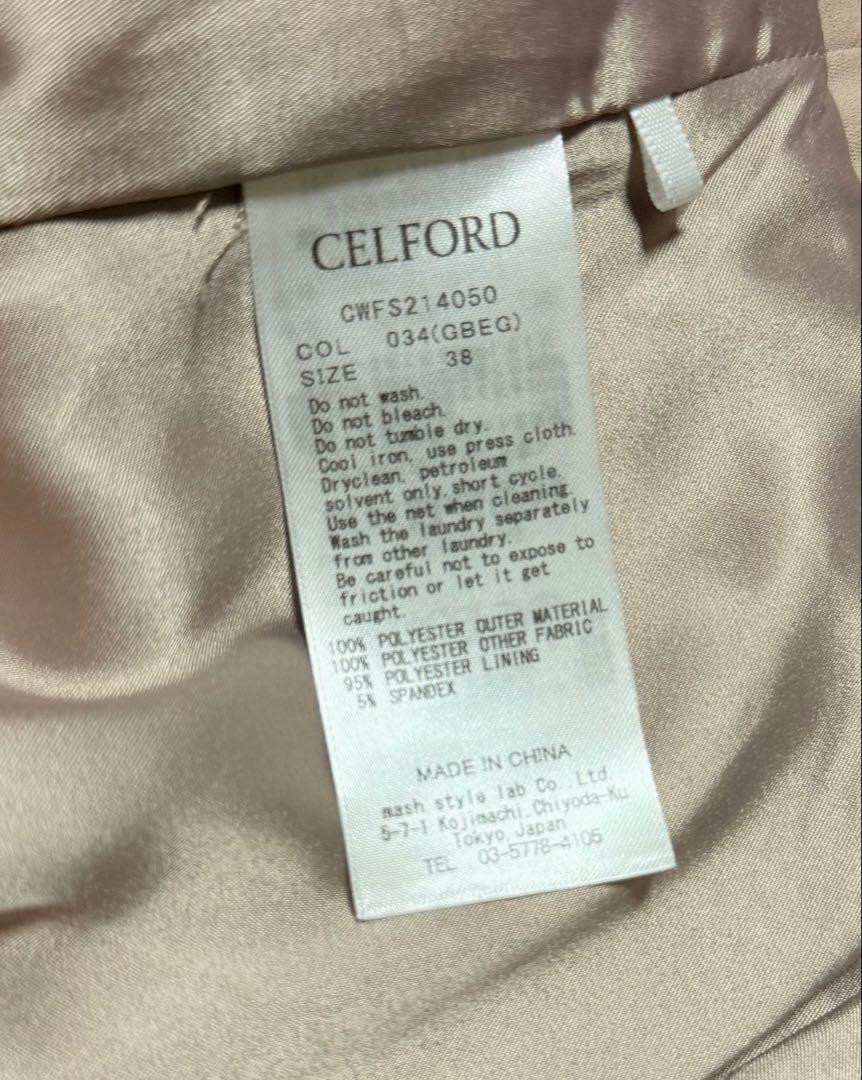 CELFORD
CWFS214050
COL 034(GBEG)
SIZE 38
Do not wash.
Do not bleach.
Do not tumble dry.
Cool iron, use press cloth.
Dryclean, petroleum
solvent only, short cycle.
Use the net when cleaning.
Wash the laundry separately
from other laundry.
Be careful not to expose to
friction or let it get
caught.
100% POLYESTER OUTER MATERIAL
100% POLYESTER OTHER FABRIC
95% POLYESTER LINING
5% SPANDEX
MADE IN CHINA
mash style lab Co.,Ltd.
5-7-1 Kojimachi,Chiyoda-Ku
Tokyo,Japan
TEL 03-5778-4105